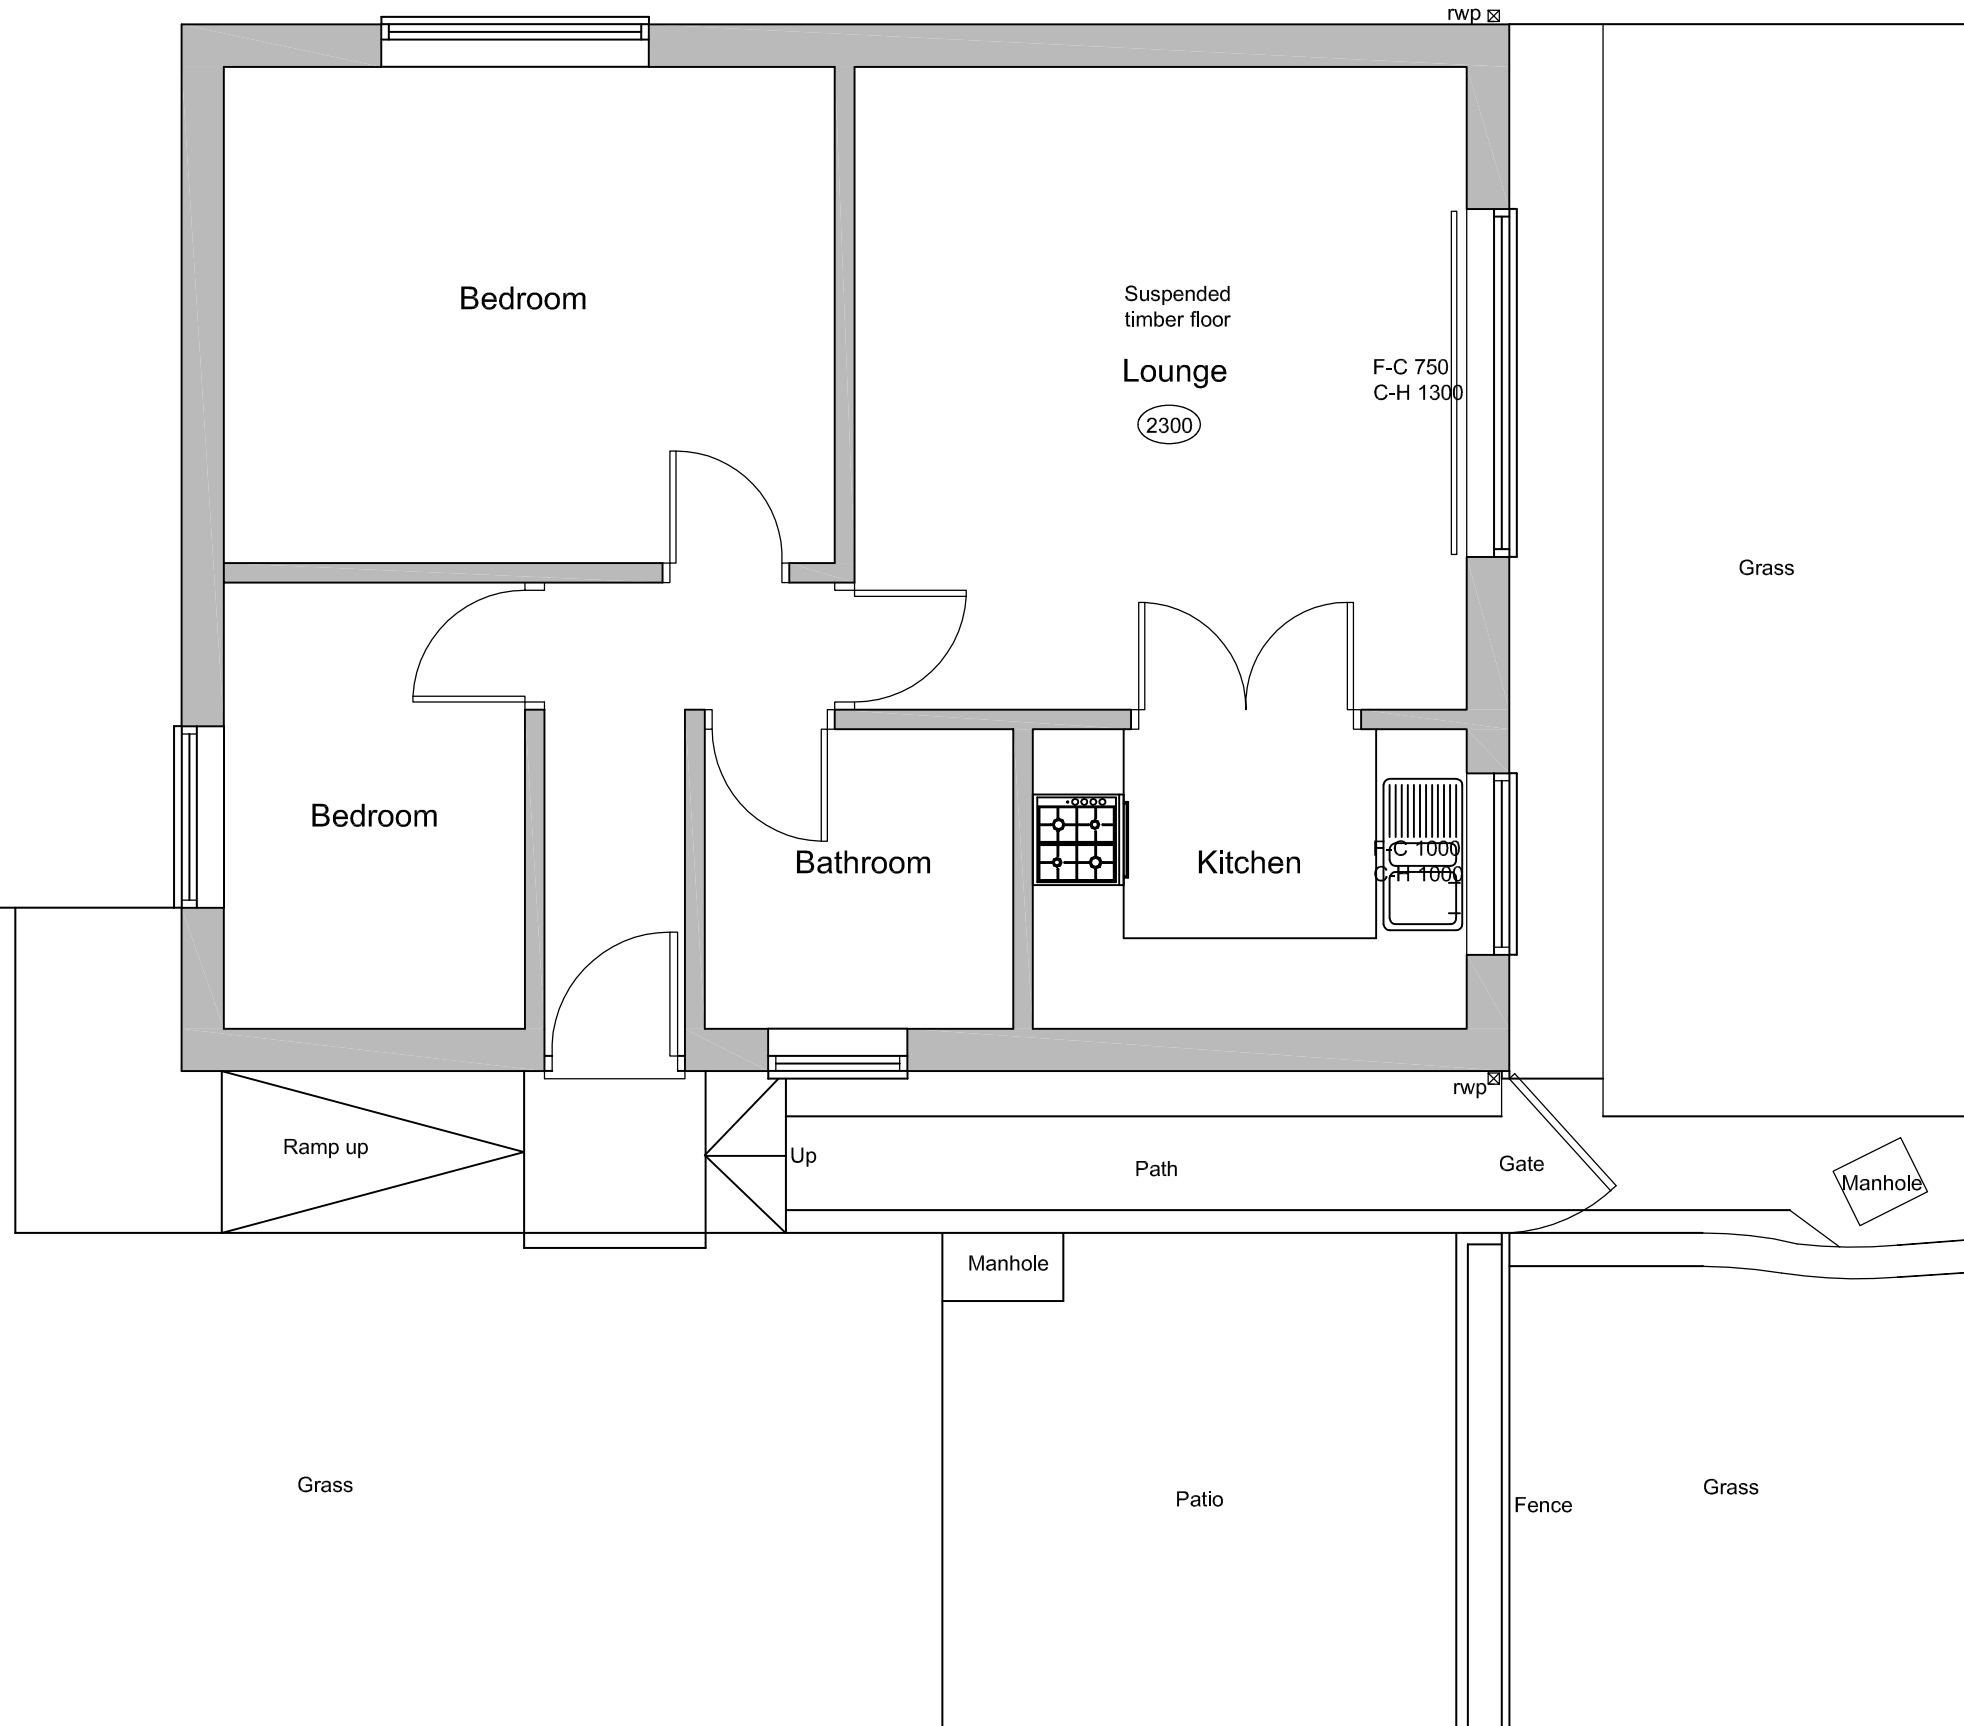 rwp
Bedroom
Suspended
timber floor
Lounge
2300
F-C 750
C-H 1300
Grass
Bedroom
Bathroom
Kitchen
F-C 1000
C-H 1000
rwp
Ramp up
Up
Path
Gate
Manhole
Manhole
Grass
Patio
Fence
Grass